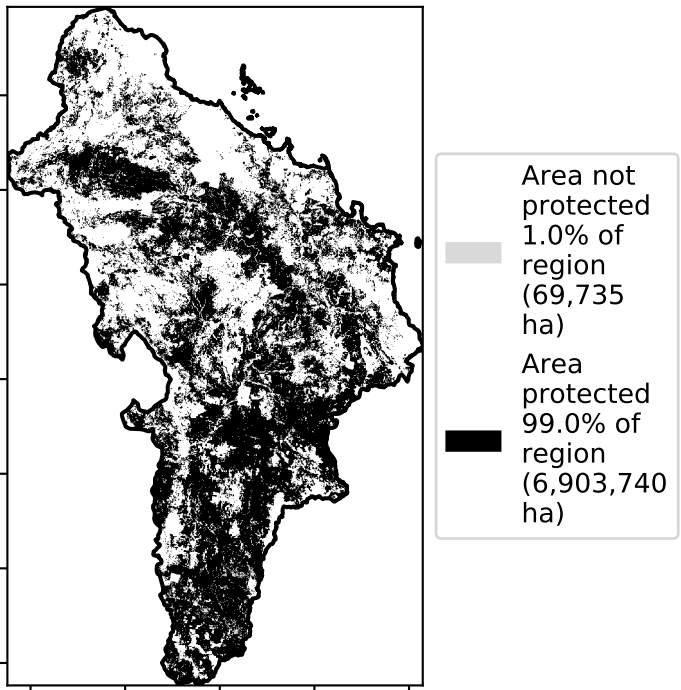 Area not
protected
1.0% of
region
(69,735
ha)
Area
protected
99.0% of
region
(6,903,740
ha)